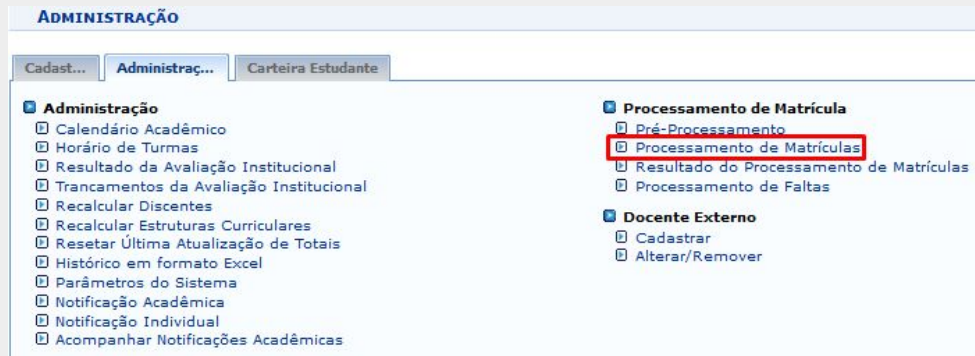 ADMINISTRAÇÃO
Cadast... Administraç... Carteira Estudante
Administração
Calendário Acadêmico
Horário de Turmas
Resultado da Avaliação Institucional
Trancamentos da Avaliação Institucional
Recalcular Discentes
Recalcular Estruturas Curriculares
Resetar Última Atualização de Totais
Histórico em formato Excel
Parâmetros do Sistema
Notificação Acadêmica
Notificação Individual
Acompanhar Notificações Acadêmicas
Processamento de Matrícula
Pré-Processamento
Processamento de Matrículas
Resultado do Processamento de Matrículas
Processamento de Faltas
Docente Externo
Cadastrar
Alterar/Remover